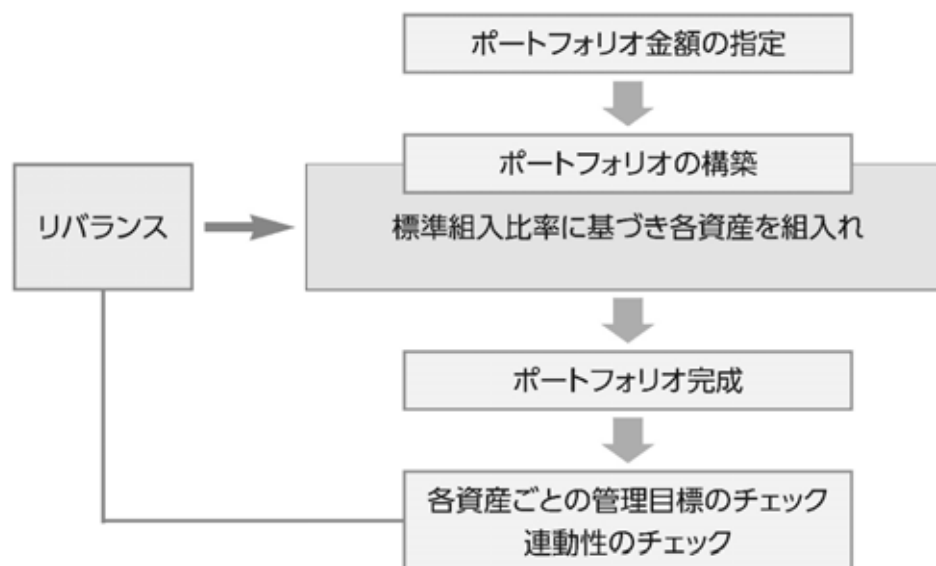 ポートフォリオ金額の指定
ポートフォリオの構築
リバランス
標準組入比率に基づき各資産を組入れ
ポートフォリオ完成
各資産ごとの管理目標のチェック
連動性のチェック